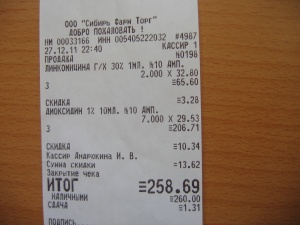 ООО "Сибирь Фарм Торг"
ДОБРО ПОЖАЛОВАТЬ !
НМ 00033166 ИНН 005405222032 #4987
27.12.11 22:40 КАССИР 1
ПРОДАЖА №0198
ЛИНКОМИЦИНА Г/Х 30% 1МЛ. №10 АМП.
2.000 X 32.80
3 ≡65.60
СКИДКА ≡3.28
ДИОКСИДИН 1% 10МЛ. №10 АМП.
7.000 X 29.53
3 ≡206.71
СКИДКА ≡10.34
Кассир Андрокина И. В.
Сумма скидки ≡13.62
Закрытие чека
ИТОГ ≡258.69
НАЛИЧНЫМИ ≡260.00
СДАЧА ≡1.31
ПОДПИСЬ